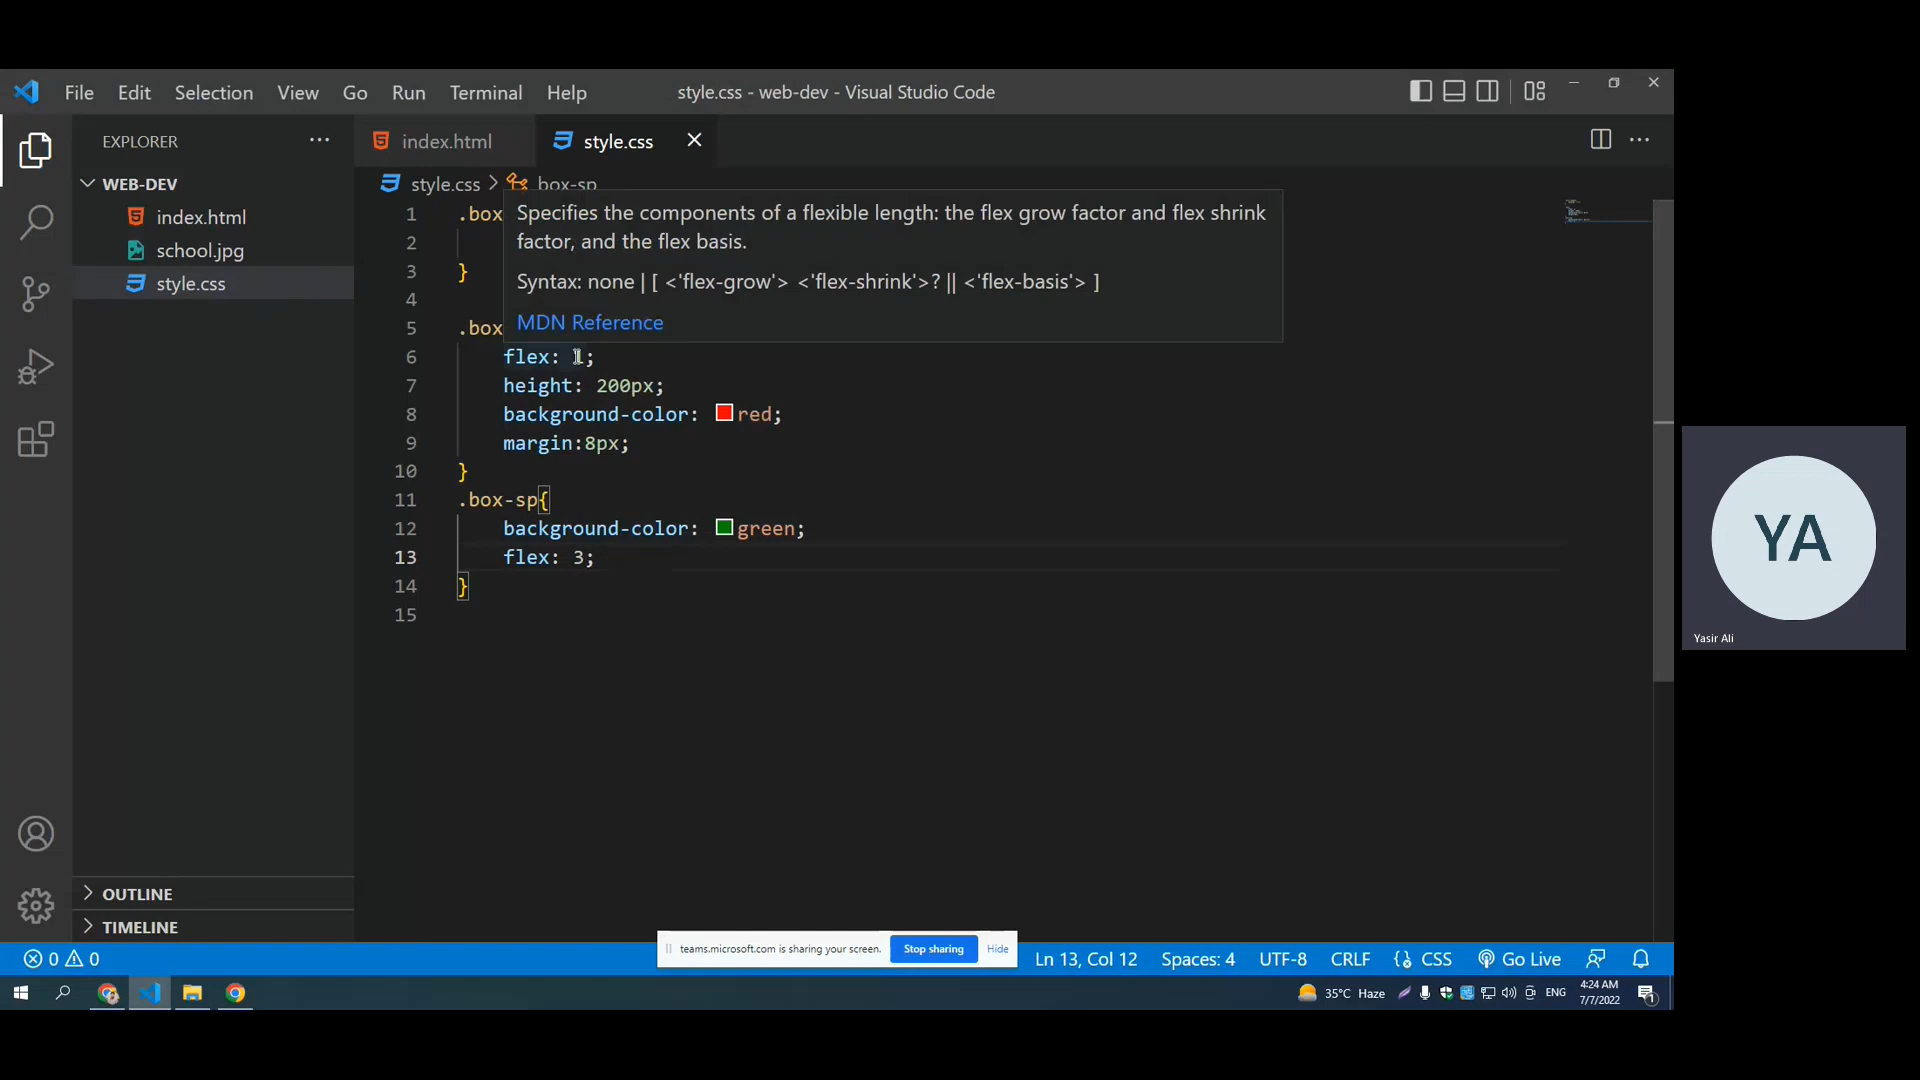 File Edit Selection View Go Run Terminal Help style.css - web-dev - Visual Studio Code
EXPLORER
index.html style.css
WEB-DEV
style.css > box-sp
index.html
school.jpg
style.css
1 .box
2
3 }
4
5 .box
Specifies the components of a flexible length: the flex grow factor and flex shrink
factor, and the flex basis.
Syntax: none | [ <'flex-grow'> <'flex-shrink'>? || <'flex-basis'> ]
MDN Reference
6 flex: 1;
7 height: 200px;
8 background-color: red;
9 margin:8px;
10 }
11 .box-sp{
12 background-color: green;
13 flex: 3;
14 }
15
YA
Yasir Ali
OUTLINE
TIMELINE
teams.microsoft.com is sharing your screen. Stop sharing Hide
0 0 Ln 13, Col 12 Spaces: 4 UTF-8 CRLF {} CSS Go Live
35°C Haze ENG 4:24 AM
7/7/2022
1